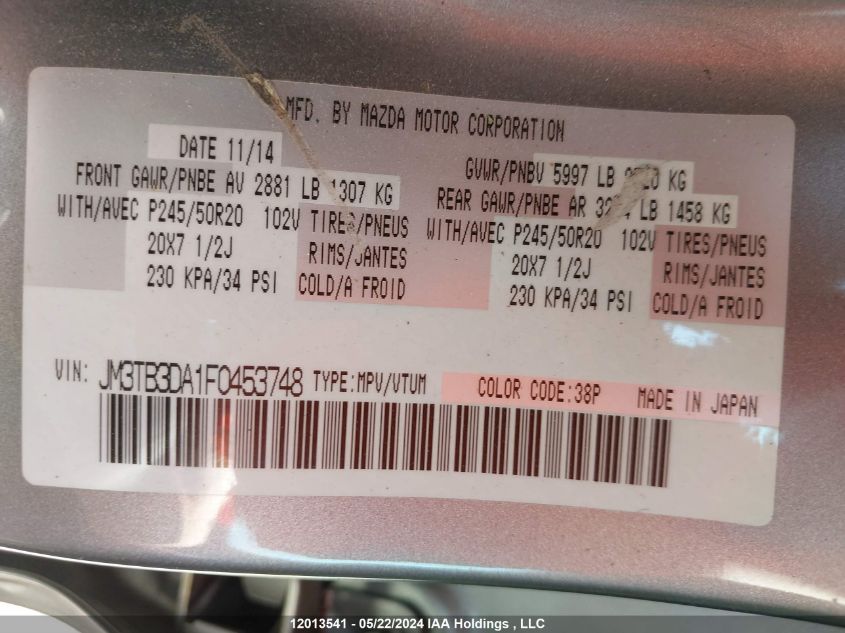 MFD. BY MAZDA MOTOR CORPORATION
DATE 11/14
GVWR/PNBV 5997 LB KG
FRONT GAWR/PNBE AV 2881 LB 1307 KG
REAR GAWR/PNBE AR LB 1458 KG
WITH/AVEC P245/50R20 102V TIRES/PNEUS
WITH/AVEC P245/50R20 102V TIRES/PNEUS
20X7 1/2J RIMS/JANTES
20X7 1/2J RIMS/JANTES
230 KPA/34 PSI COLD/A FROID
230 KPA/34 PSI COLD/A FROID
VIN: JM3TB3DA1F0453748 TYPE:MPV/VTUM COLOR CODE:38P MADE IN JAPAN
12013541 - 05/22/2024 IAA Holdings , LLC